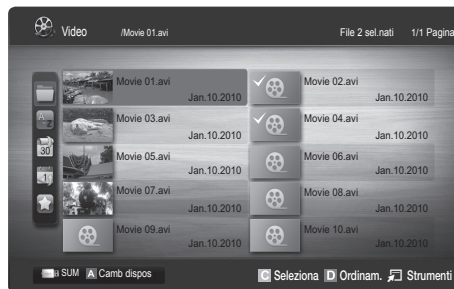 Video /Movie 01.avi File 2 sel.nati 1/1 Pagina
Movie 01.avi Movie 02.avi
Jan.10.2010 Jan.10.2010
Movie 03.avi Movie 04.avi
Jan.10.2010 Jan.10.2010
Movie 05.avi Movie 06.avi
Jan.10.2010 Jan.10.2010
Movie 07.avi Movie 08.avi
Jan.10.2010 Jan.10.2010
Movie 09.avi Movie 10.avi
Jan.10.2010 Jan.10.2010
A
Z
30
1
SUM A Camb dispos C Seleziona D Ordinam. Strumenti